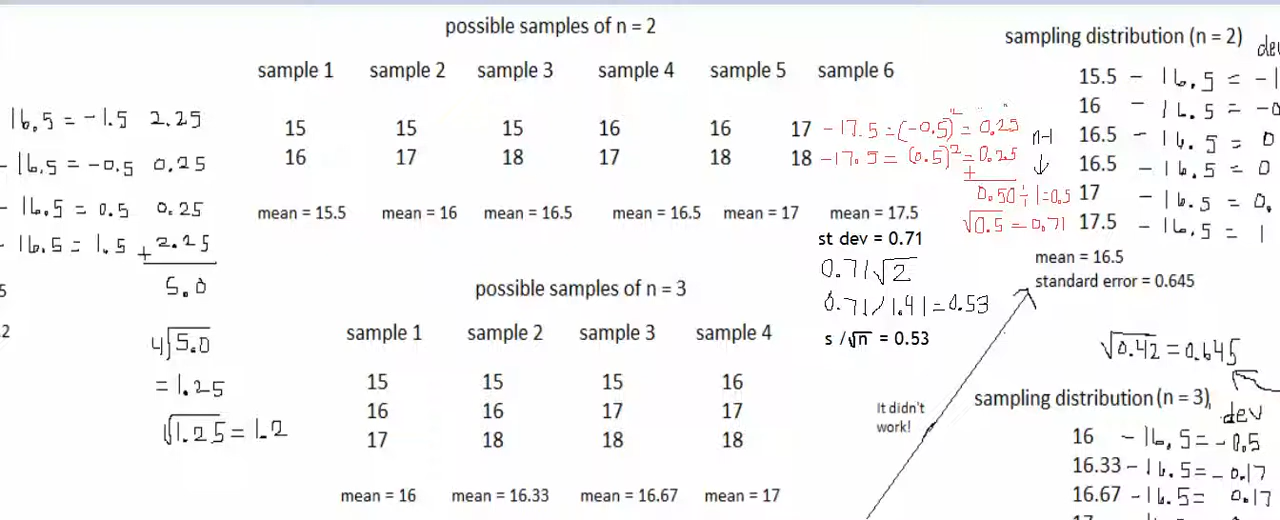 possible samples of n = 2
sample 1 sample 2 sample 3 sample 4 sample 5 sample 6
15 15 15 16 16 17 - 17.5 = (-0.5)² = 0.25
16 17 18 17 18 18 - 17.5 = (0.5)² = 0.25
+
0.50 ÷ 1 = 0.5
√0.5 = 0.71
n-1
mean = 15.5 mean = 16 mean = 16.5 mean = 16.5 mean = 17 mean = 17.5
st dev = 0.71
0.71/√2
0.71/1.41 = 0.53
s /√n = 0.53
16.5 = -1.5 2.25
- 16.5 = -0.5 0.25
- 16.5 = 0.5 0.25
- 16.5 = 1.5 + 2.25
5.0
5
.2
4⟌5.0
= 1.25
√1.25 = 1.2
possible samples of n = 3
sample 1 sample 2 sample 3 sample 4
15 15 15 16
16 16 17 17
17 18 18 18
mean = 16 mean = 16.33 mean = 16.67 mean = 17
It didn't
work!
sampling distribution (n = 2)
15.5 - 16.5 = -1
16 - 16.5 = -0
16.5 - 16.5 = 0
16.5 - 16.5 = 0
17 - 16.5 = 0.
17.5 - 16.5 = 1
mean = 16.5
standard error = 0.645
√0.42 = 0.645
sampling distribution (n = 3)
dev
16 - 16.5 = -0.5
16.33 - 16.5 = -0.17
16.67 - 16.5 = 0.17